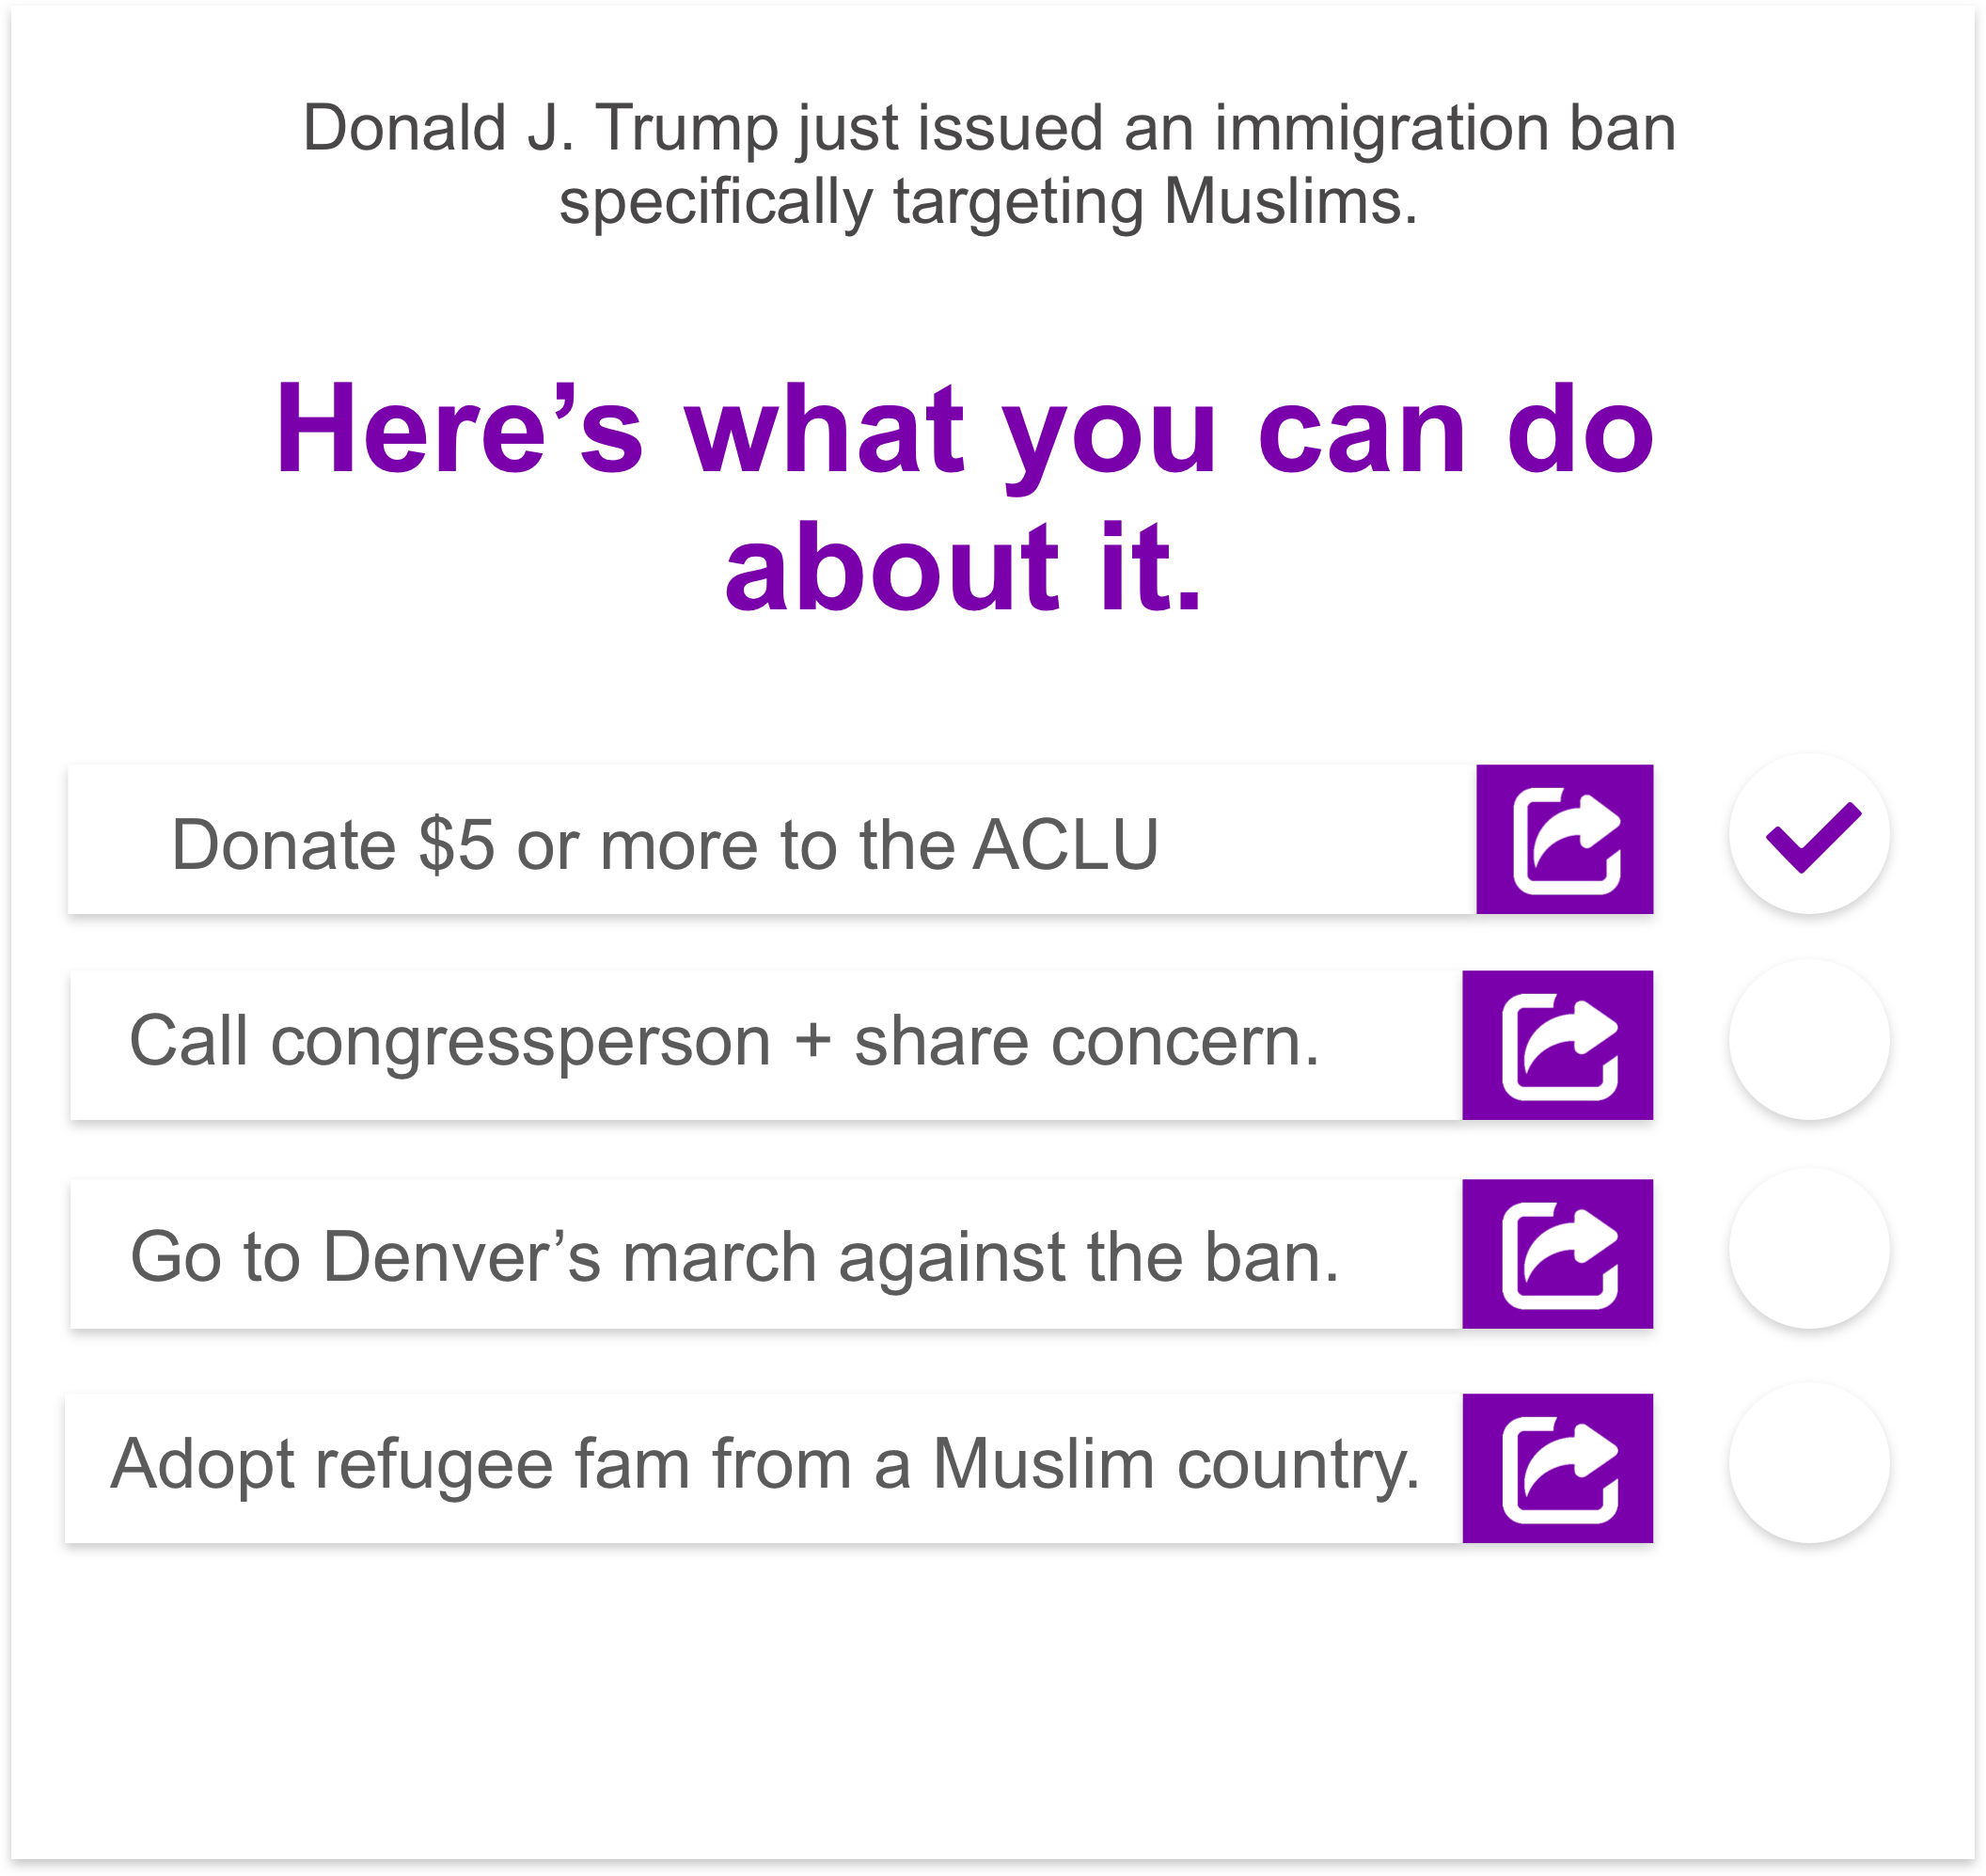 Donald J. Trump just issued an immigration ban
specifically targeting Muslims.
Here’s what you can do
about it.
Donate $5 or more to the ACLU
Call congressperson + share concern.
Go to Denver’s march against the ban.
Adopt refugee fam from a Muslim country.